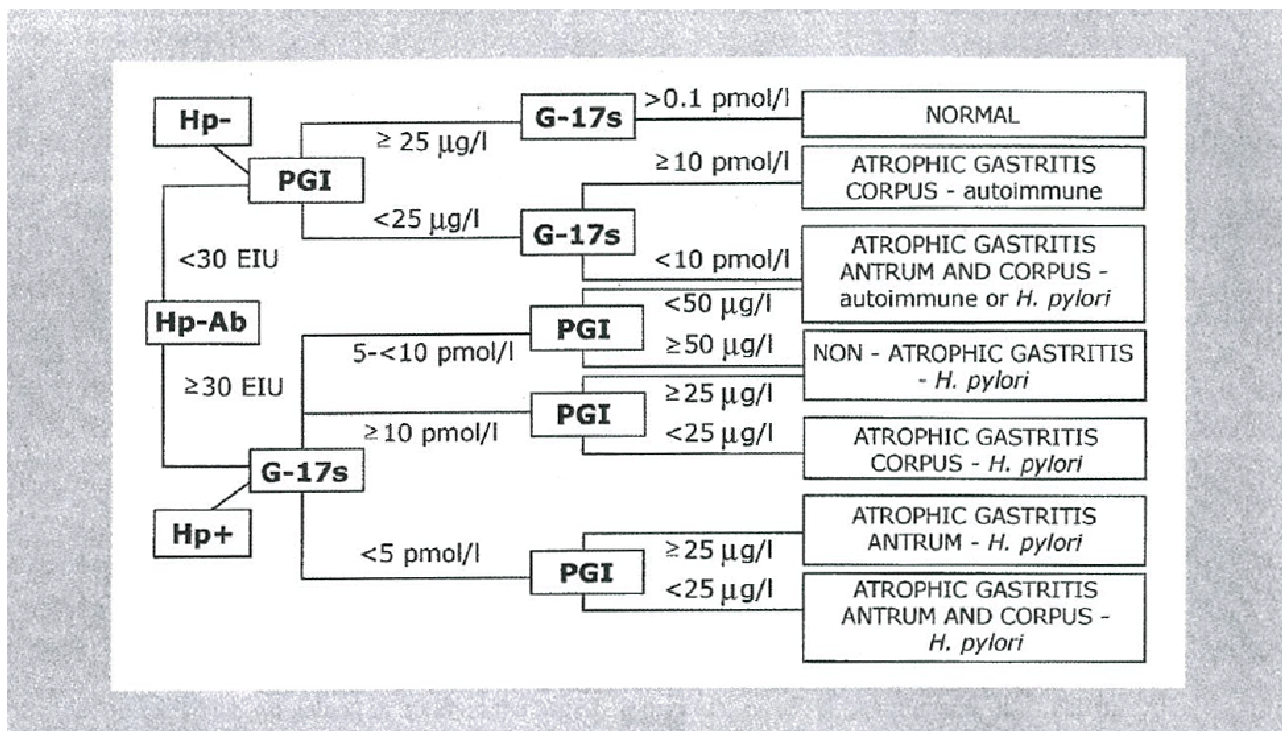 Hp-
PGI
≥ 25 µg/l
G-17s
>0.1 pmol/l
NORMAL
<25 µg/l
G-17s
≥10 pmol/l
ATROPHIC GASTRITIS
CORPUS - autoimmune
<10 pmol/l
ATROPHIC GASTRITIS
ANTRUM AND CORPUS -
autoimmune or H. pylori
<30 EIU
Hp-Ab
≥30 EIU
G-17s
Hp+
5-<10 pmol/l
PGI
<50 µg/l
≥50 µg/l
NON - ATROPHIC GASTRITIS
- H. pylori
≥10 pmol/l
PGI
≥25 µg/l
<25 µg/l
ATROPHIC GASTRITIS
CORPUS - H. pylori
<5 pmol/l
PGI
≥25 µg/l
<25 µg/l
ATROPHIC GASTRITIS
ANTRUM - H. pylori
ATROPHIC GASTRITIS
ANTRUM AND CORPUS -
H. pylori